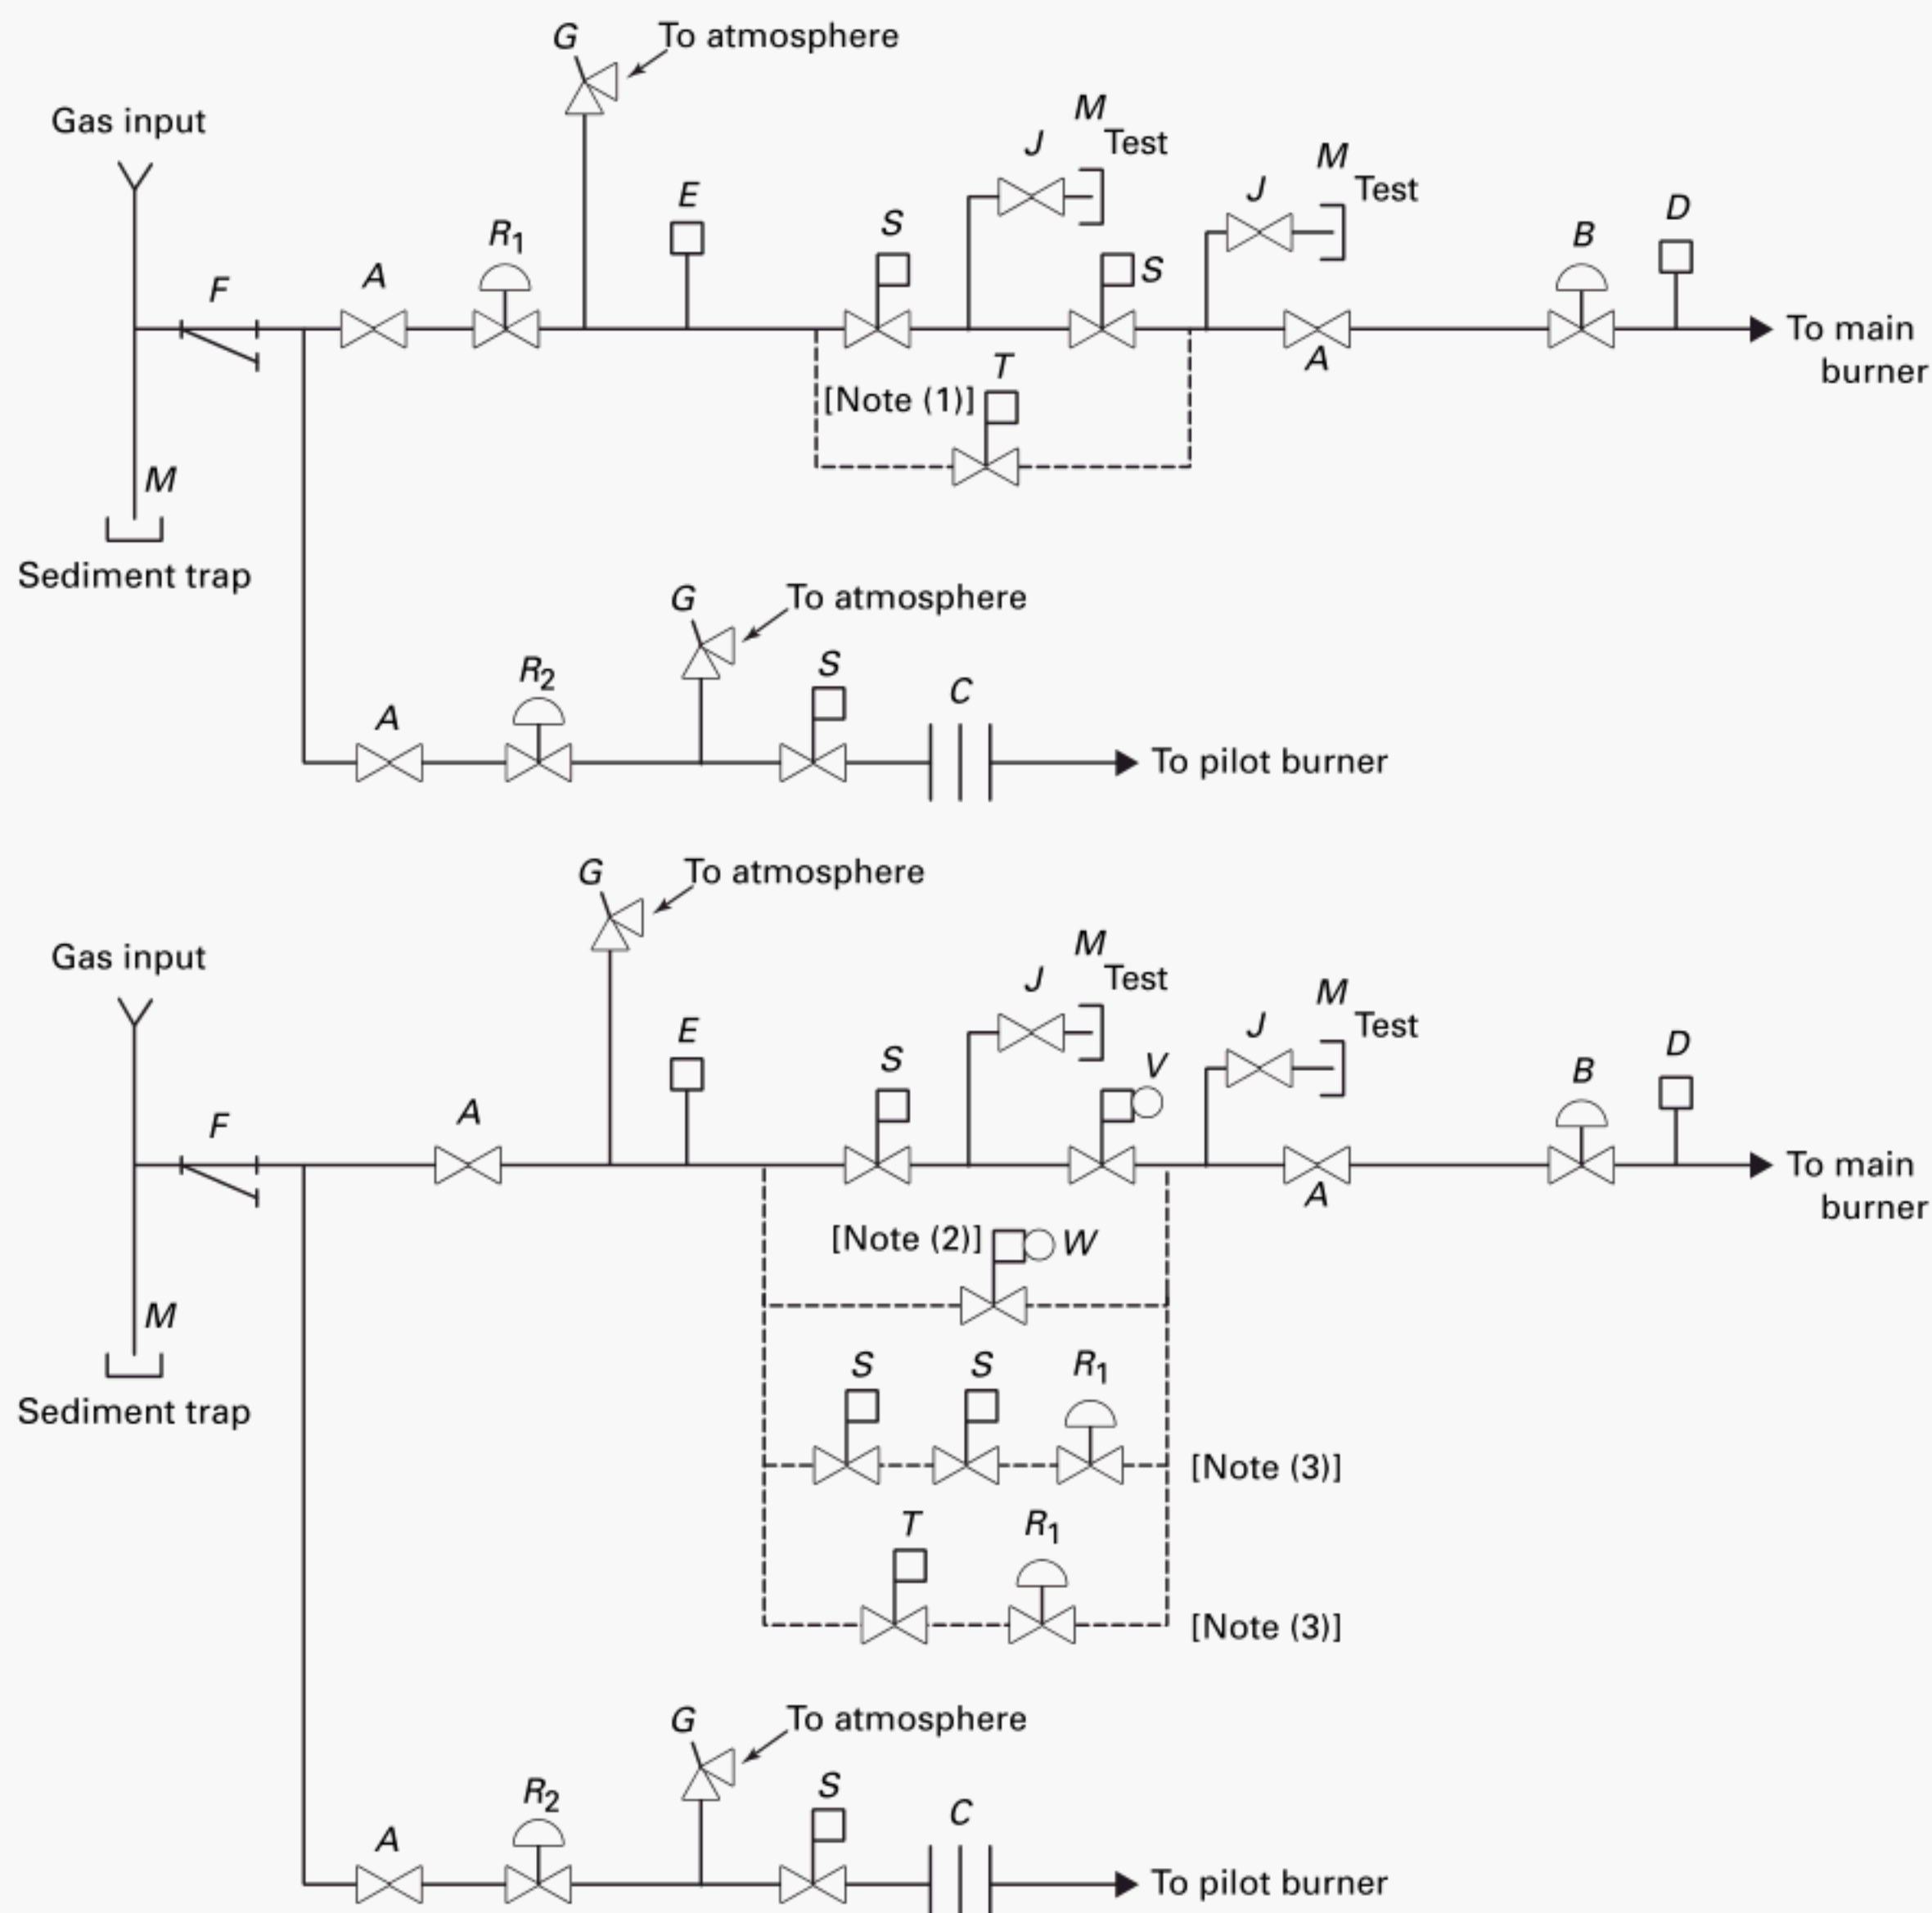 G
To atmosphere
Gas input
M
Test
J
M
Test
J
E
S
R1
D
B
F
A
S
To main
burner
A
T
[Note (1)]
M
Sediment trap
G
To atmosphere
R2
S
C
A
To pilot burner
G
To atmosphere
Gas input
M
Test
J
M
Test
J
E
S
V
D
B
F
A
To main
burner
A
[Note (2)]
W
M
Sediment trap
S
S
R1
[Note (3)]
T
R1
[Note (3)]
G
To atmosphere
R2
S
C
A
To pilot burner